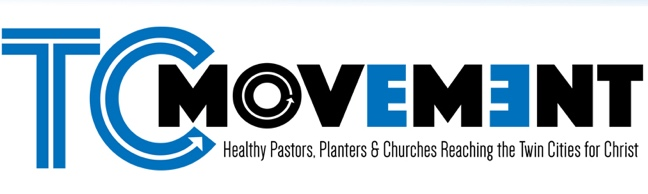 TC MOVEMENT
Healthy Pastors, Planters & Churches Reaching the Twin Cities for Christ